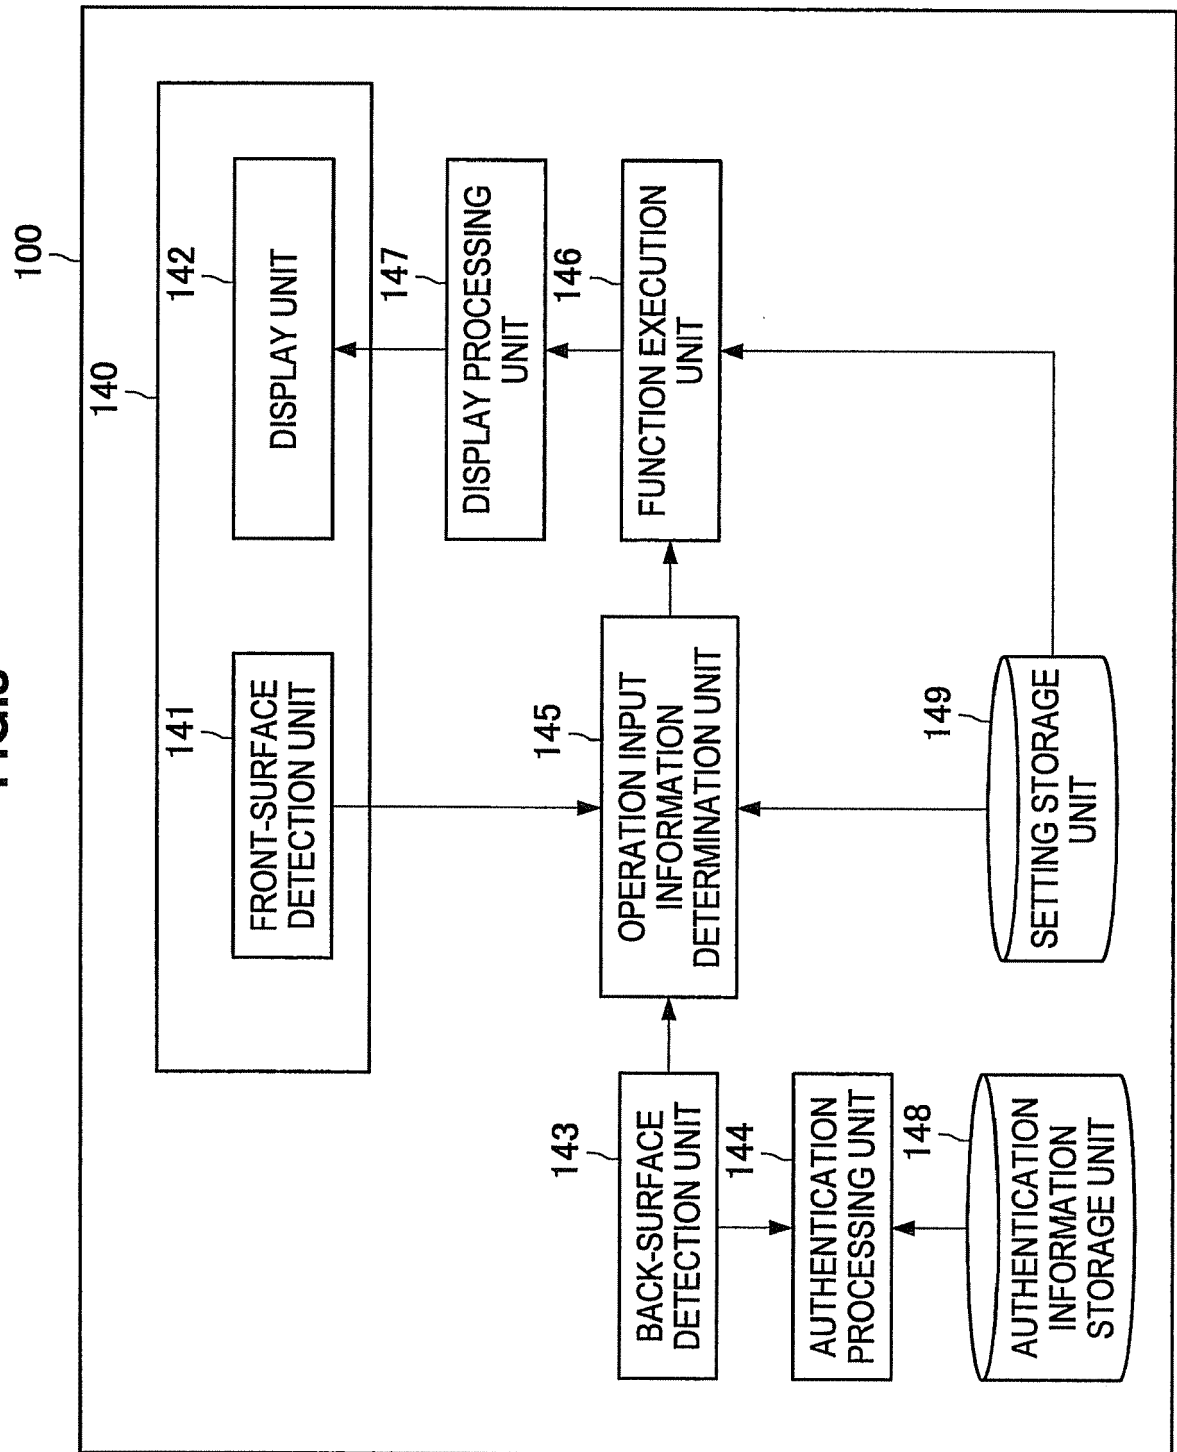 100
140
141
FRONT-SURFACE
DETECTION UNIT
142
DISPLAY UNIT
147
DISPLAY PROCESSING
UNIT
143
BACK-SURFACE
DETECTION UNIT
145
OPERATION INPUT
INFORMATION
DETERMINATION UNIT
146
FUNCTION EXECUTION
UNIT
144
AUTHENTICATION
PROCESSING UNIT
148
AUTHENTICATION
INFORMATION
STORAGE UNIT
149
SETTING STORAGE
UNIT